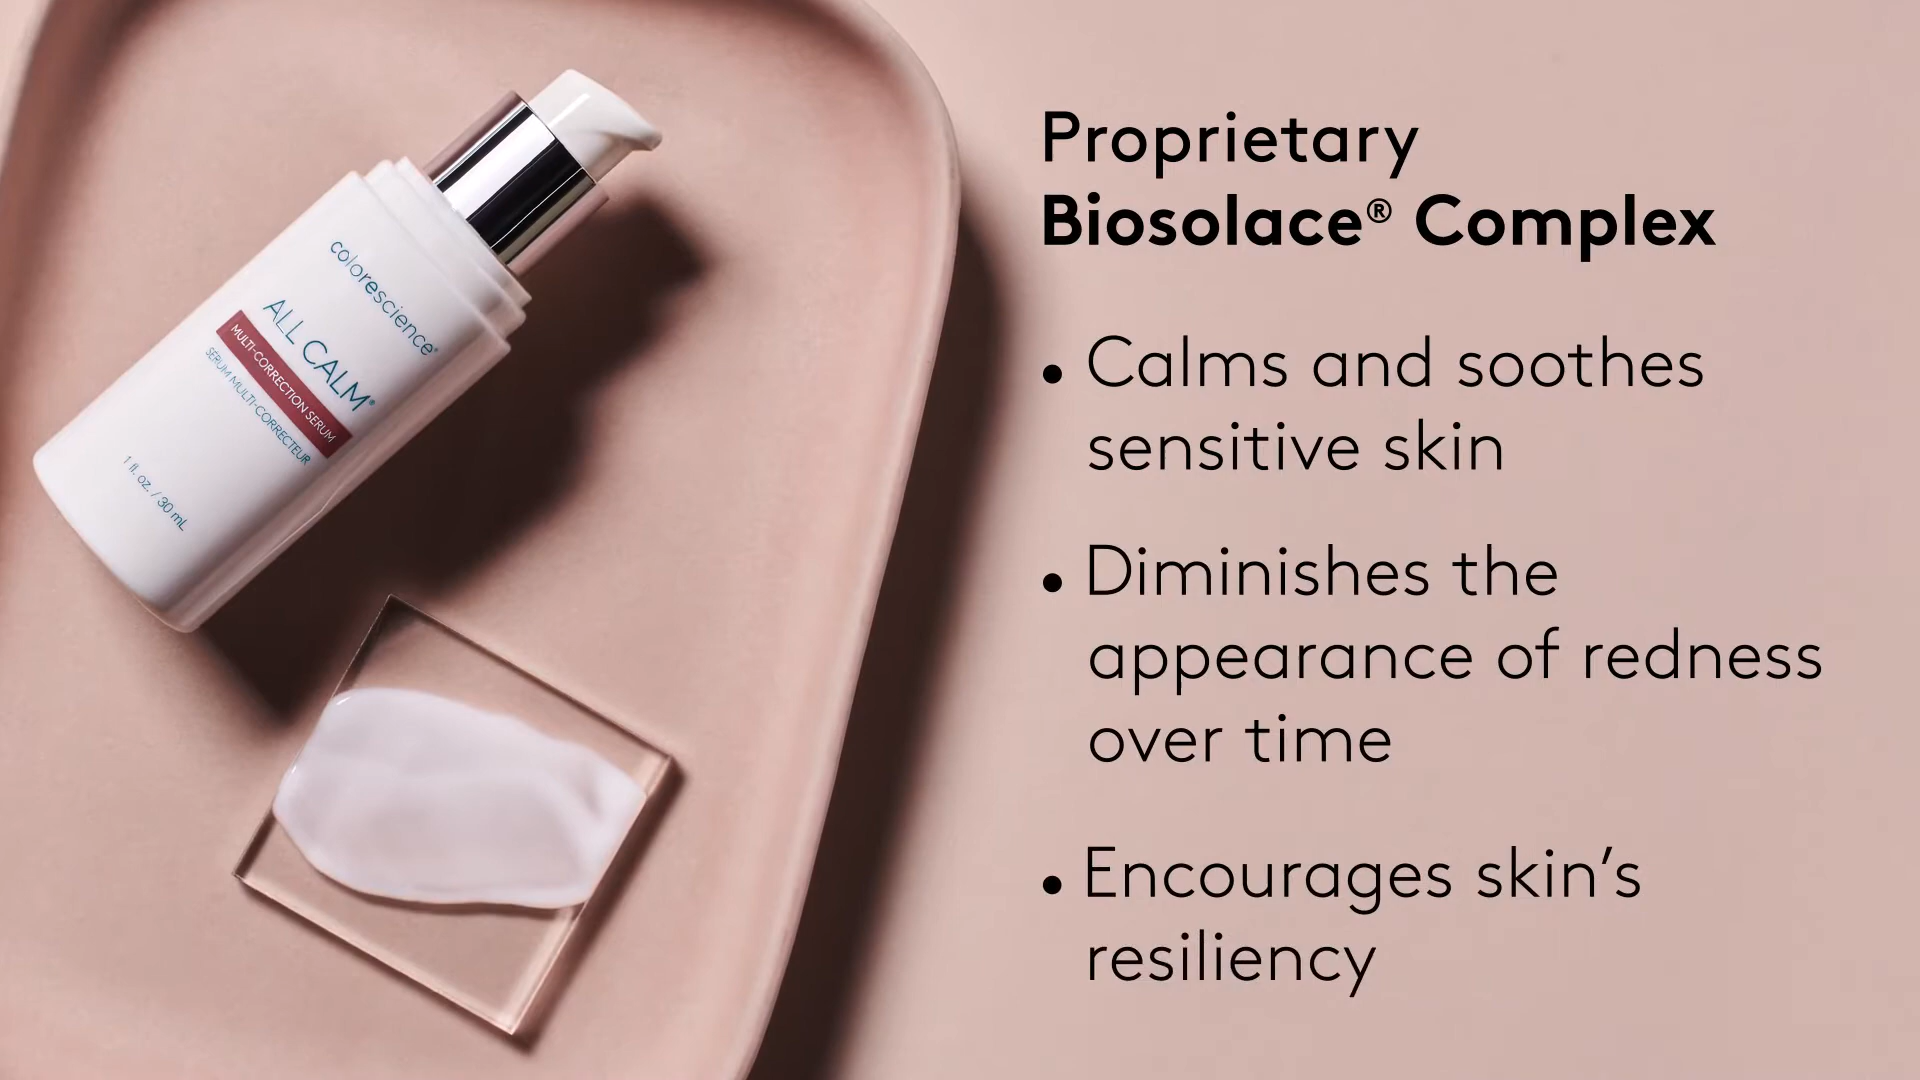 colorescience®
ALL CALM®
MULTI-CORRECTION SERUM
SERUM MULTI-CORRECTEUR
1 fl. oz. / 30 mL
Proprietary
Biosolace® Complex
• Calms and soothes
sensitive skin
• Diminishes the
appearance of redness
over time
• Encourages skin’s
resiliency